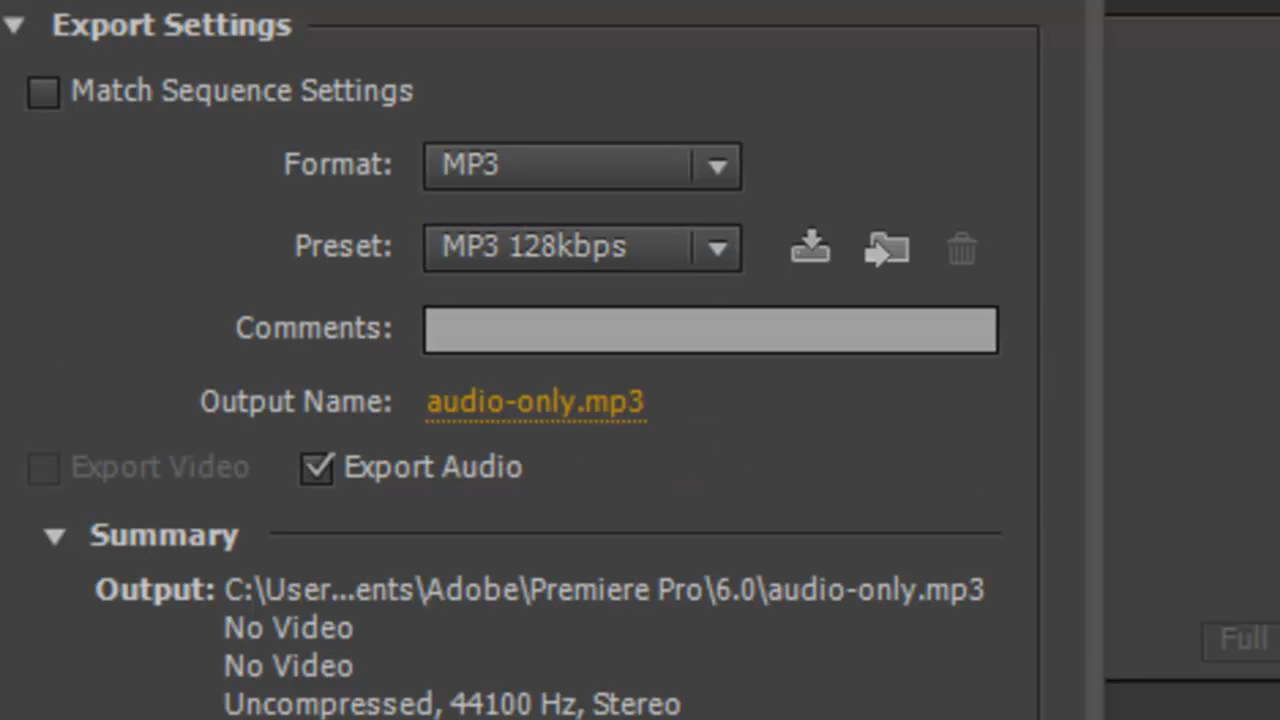 Export Settings
Match Sequence Settings
Format: MP3
Preset: MP3 128kbps
Comments:
Output Name: audio-only.mp3
Export Video Export Audio
Summary
Output: C:\User...ents\Adobe\Premiere Pro\6.0\audio-only.mp3
No Video
No Video
Full
Uncompressed, 44100 Hz, Stereo